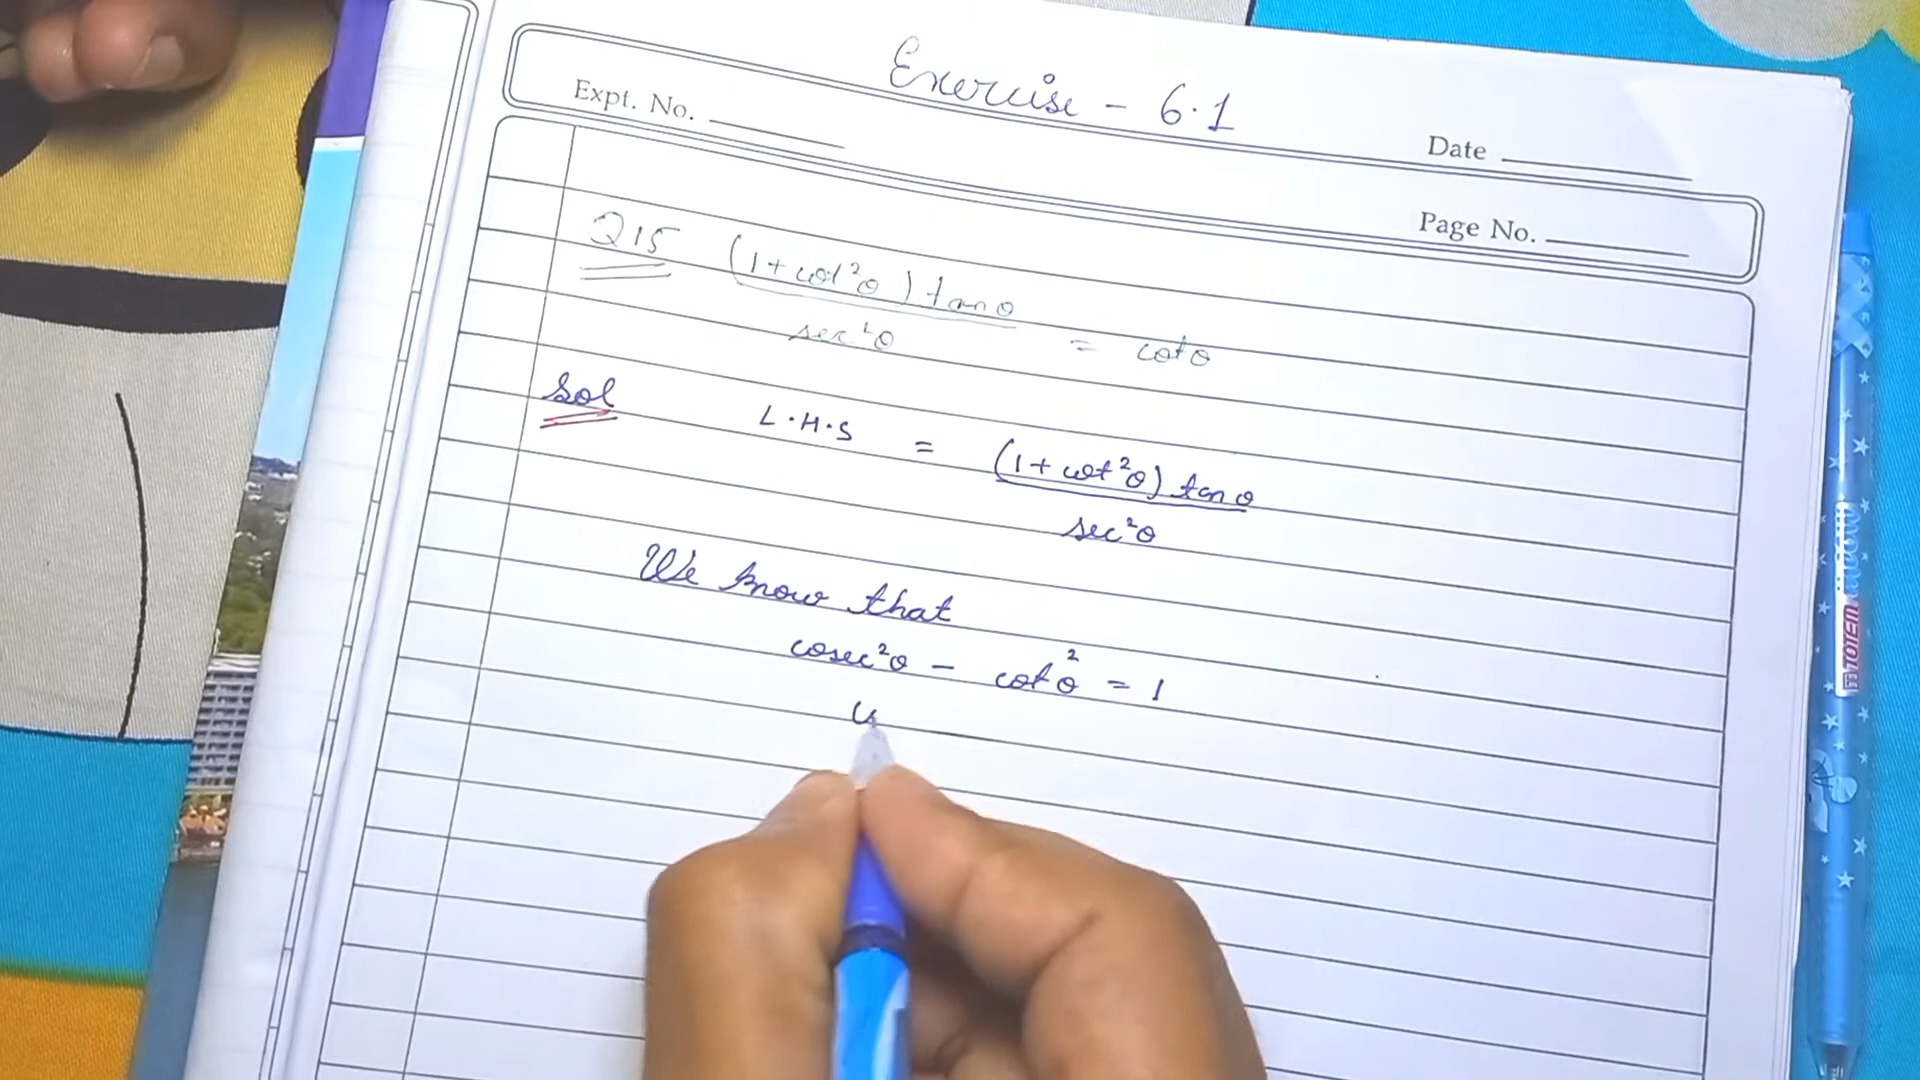 Exercise - 6.1
Expt. No.
Date
Page No.
Q15 (1 + cot²θ) tanθ / sec²θ = cotθ
Sol L.H.S = (1 + cot²θ) tanθ / sec²θ
We know that
cosec²θ - cot²θ = 1
TOTEM